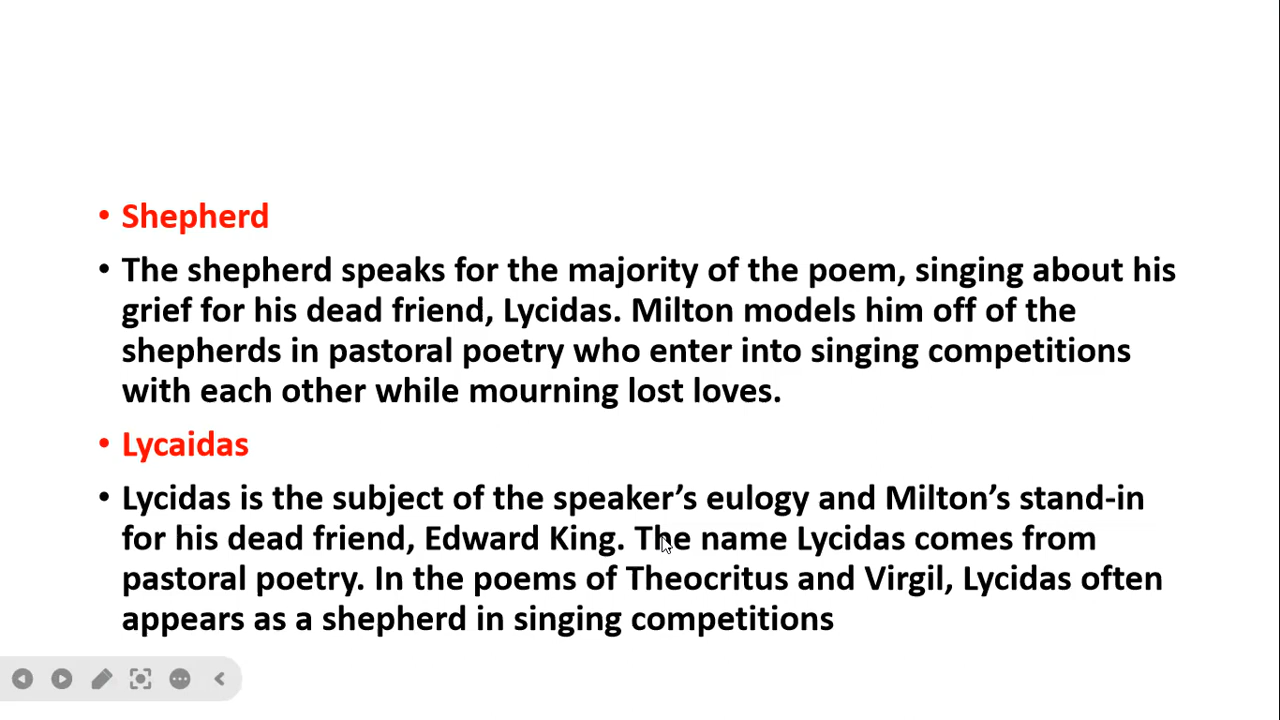 • Shepherd
• The shepherd speaks for the majority of the poem, singing about his
grief for his dead friend, Lycidas. Milton models him off of the
shepherds in pastoral poetry who enter into singing competitions
with each other while mourning lost loves.
• Lycaidas
• Lycidas is the subject of the speaker’s eulogy and Milton’s stand-in
for his dead friend, Edward King. The name Lycidas comes from
pastoral poetry. In the poems of Theocritus and Virgil, Lycidas often
appears as a shepherd in singing competitions